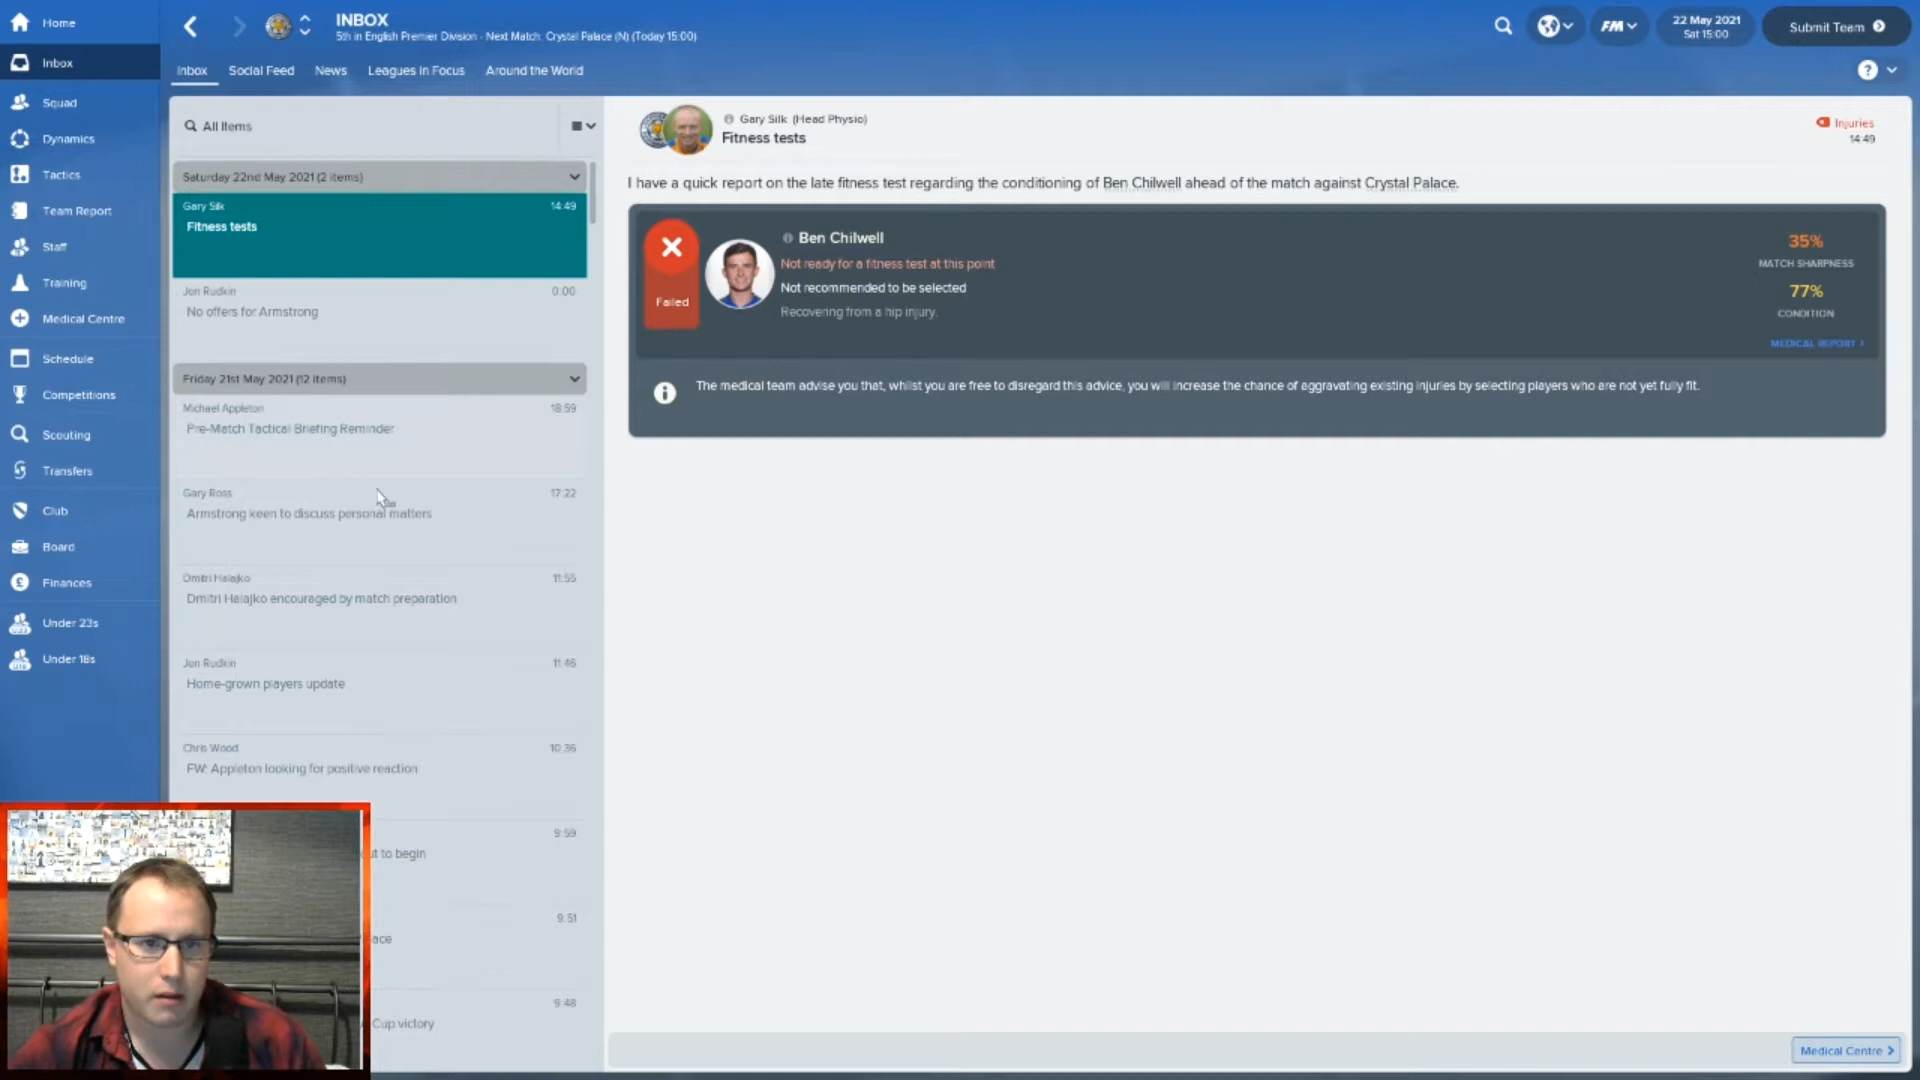 Home
Inbox
Squad
Dynamics
Tactics
Team Report
Staff
Training
Medical Centre
Schedule
Competitions
Scouting
Transfers
Club
Board
Finances
Under 23s
Under 18s
INBOX
5th in English Premier Division - Next Match: Crystal Palace (N) (Today 15:00)
FM
22 May 2021
Sat 15:00
Submit Team
Inbox
Social Feed
News
Leagues in Focus
Around the World
?
All Items
Saturday 22nd May 2021 (2 items)
Gary Silk 14:49
Fitness tests
Jon Rudkin 0:00
No offers for Armstrong
Friday 21st May 2021 (12 items)
Michael Appleton 18:59
Pre-Match Tactical Briefing Reminder
Gary Ross 17:22
Armstrong keen to discuss personal matters
Dmitri Halajko 11:55
Dmitri Halajko encouraged by match preparation
Jon Rudkin 11:46
Home-grown players update
Chris Wood 10:36
FW: Appleton looking for positive reaction
9:59
to begin
9:51
9:48
Cup victory
Gary Silk (Head Physio)
Fitness tests
Injuries
14:49
I have a quick report on the late fitness test regarding the conditioning of Ben Chilwell ahead of the match against Crystal Palace.
Failed
Ben Chilwell
Not ready for a fitness test at this point
Not recommended to be selected
Recovering from a hip injury.
35%
MATCH SHARPNESS
77%
CONDITION
MEDICAL REPORT >
The medical team advise you that, whilst you are free to disregard this advice, you will increase the chance of aggravating existing injuries by selecting players who are not yet fully fit.
Medical Centre >